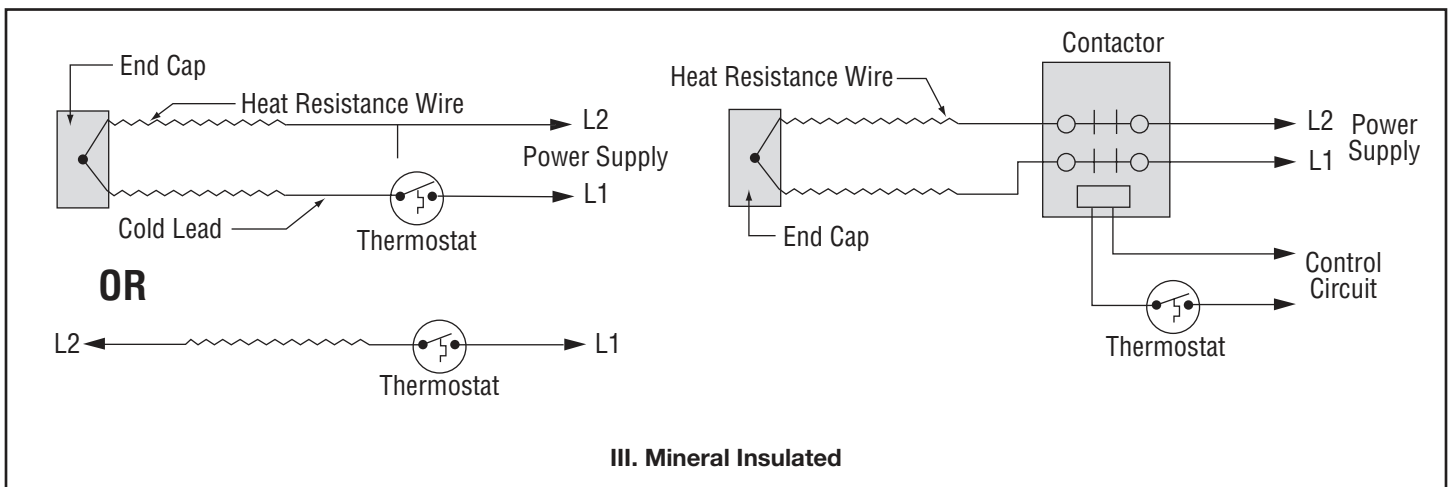 End Cap
Heat Resistance Wire
L2
Power Supply
L1
Cold Lead
Thermostat
OR
L2
L1
Thermostat
Contactor
Heat Resistance Wire
L2
Power
Supply
L1
End Cap
Control
Circuit
Thermostat
III. Mineral Insulated